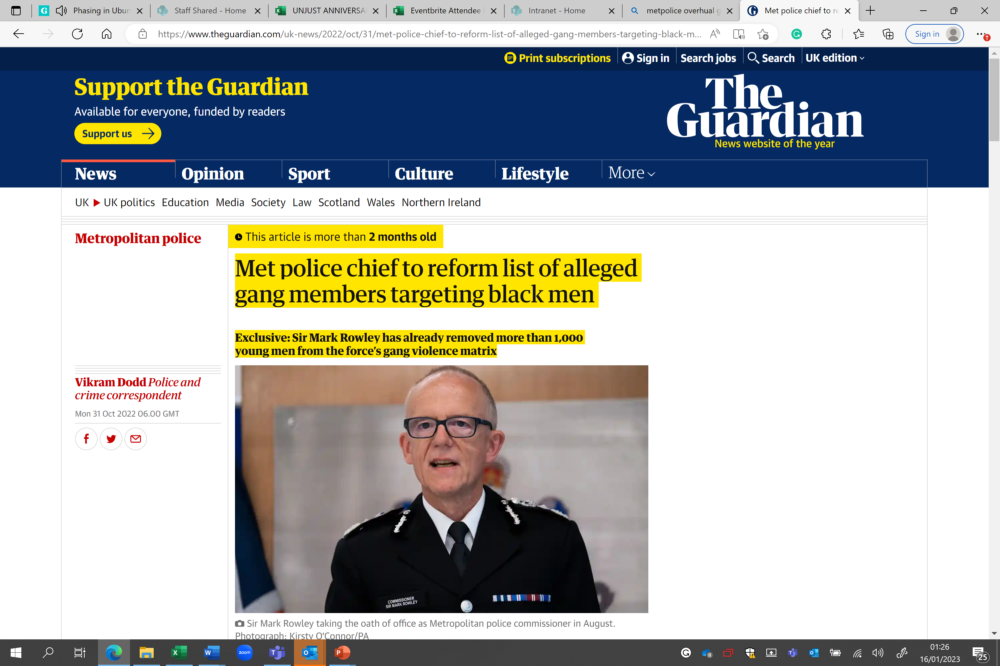 Phasing in Ubun
Staff Shared - Home
UNJUST ANNIVERSA
Eventbrite Attendee
Intranet - Home
metpolice overhual g
Met police chief to re
https://www.theguardian.com/uk-news/2022/oct/31/met-police-chief-to-reform-list-of-alleged-gang-members-targeting-black-m...
Sign in
Print subscriptions
Sign in
Search jobs
Search
UK edition
Support the Guardian
Available for everyone, funded by readers
Support us
The
Guardian
News website of the year
News
Opinion
Sport
Culture
Lifestyle
More
UK UK politics Education Media Society Law Scotland Wales Northern Ireland
Metropolitan police
This article is more than 2 months old
Met police chief to reform list of alleged
gang members targeting black men
Exclusive: Sir Mark Rowley has already removed more than 1,000
young men from the force's gang violence matrix
Vikram Dodd Police and
crime correspondent
Mon 31 Oct 2022 06.00 GMT
COMMISSIONER
SIR MARK ROWLEY
Sir Mark Rowley taking the oath of office as Metropolitan police commissioner in August.
Photograph: Kirsty O'Connor/PA
zoom
01:26
16/01/2023
25